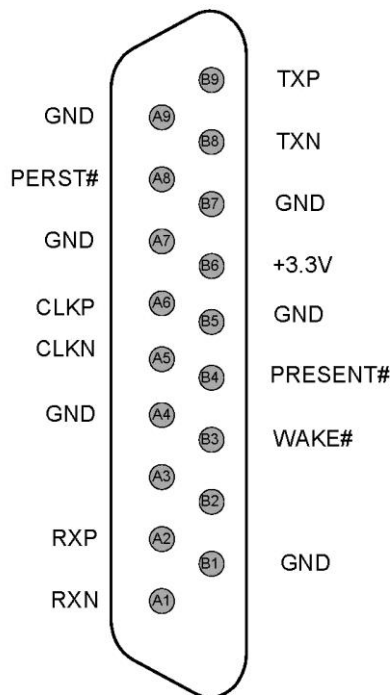 B9 TXP
GND A9
B8 TXN
PERST# A8
B7 GND
GND A7
B6 +3.3V
CLKP A6
B5 GND
CLKN A5
B4 PRESENT#
GND A4
B3 WAKE#
A3
B2
RXP A2
B1 GND
RXN A1